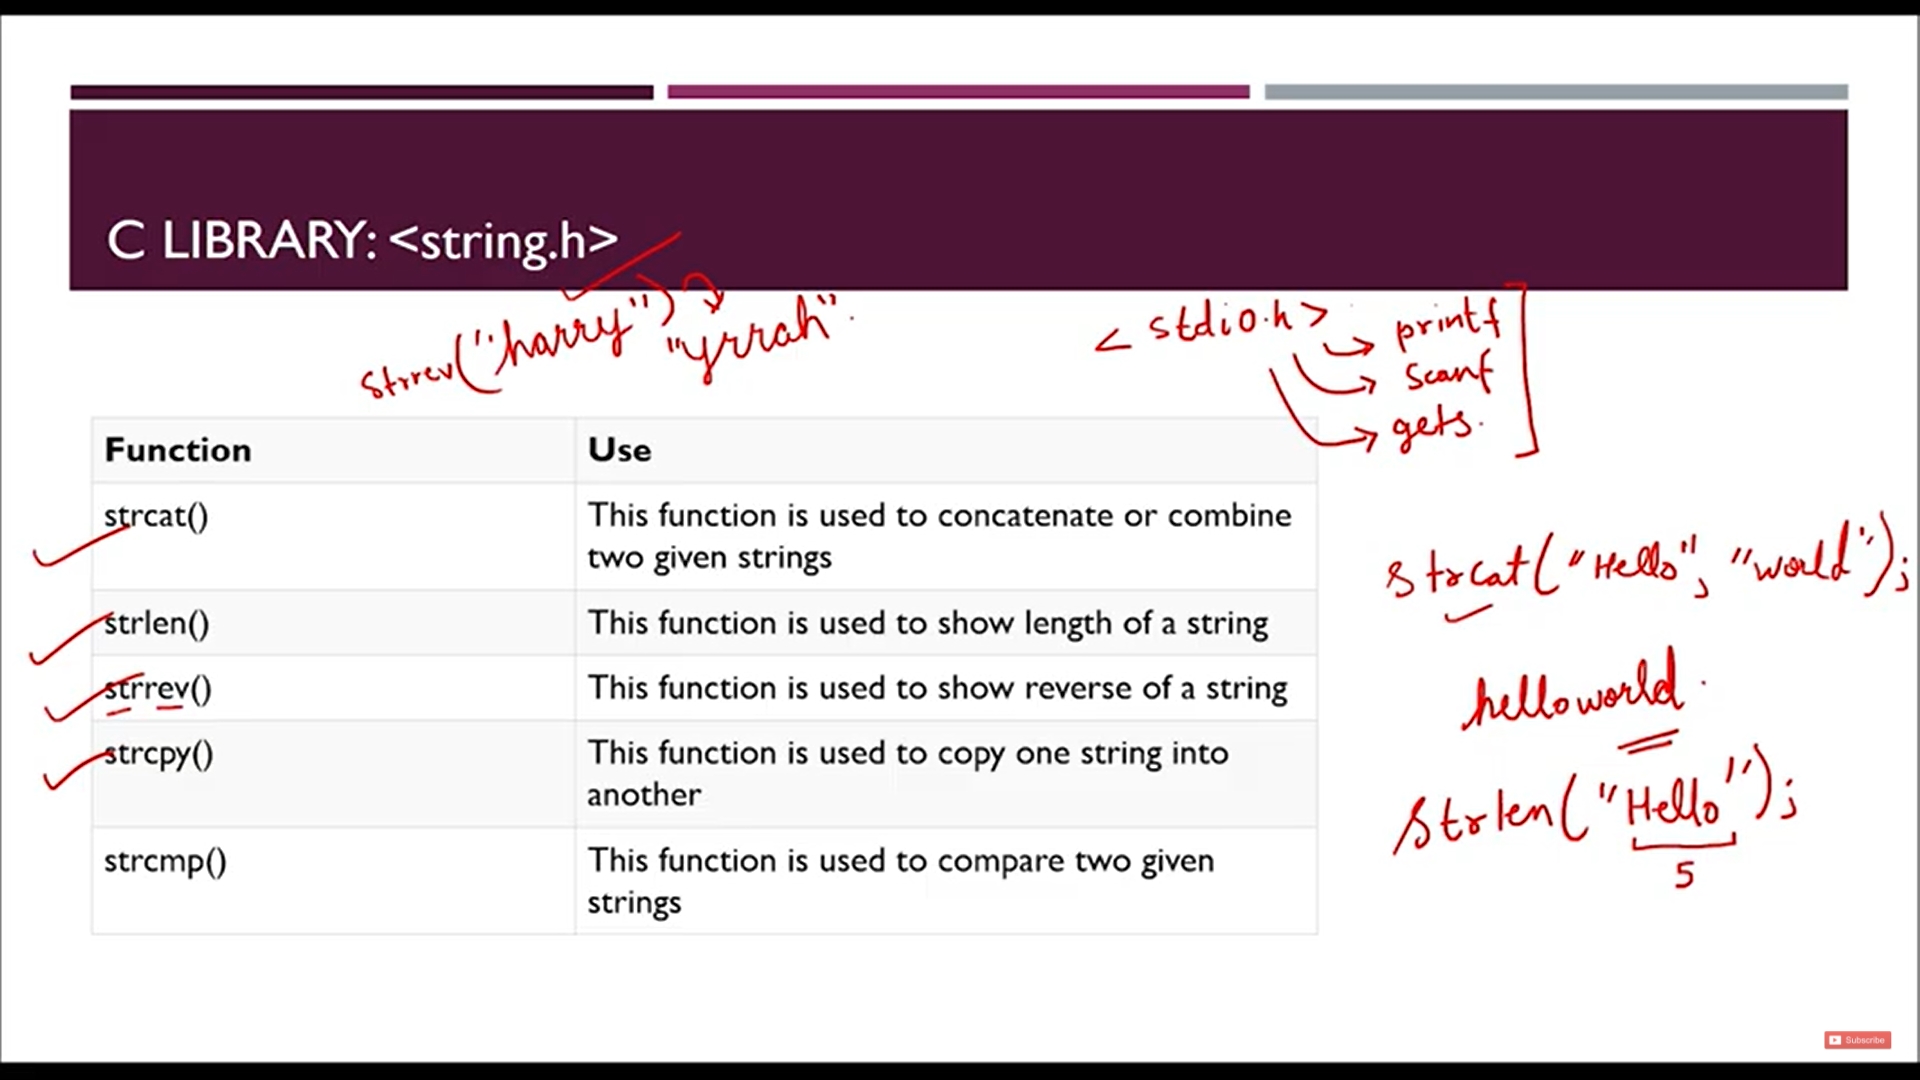 C LIBRARY: <string.h>
strrev("harry") "yrrah".
< stdio.h > printf
scanf
gets.
Function Use
strcat() This function is used to concatenate or combine
two given strings
strlen() This function is used to show length of a string
strrev() This function is used to show reverse of a string
strcpy() This function is used to copy one string into
another
strcmp() This function is used to compare two given
strings
strcat("Hello", "world");
helloworld.
strlen("Hello");
5
Subscribe